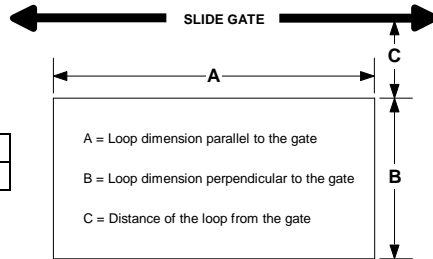 SLIDE GATE
C
A
A = Loop dimension parallel to the gate
B = Loop dimension perpendicular to the gate
B
C = Distance of the loop from the gate